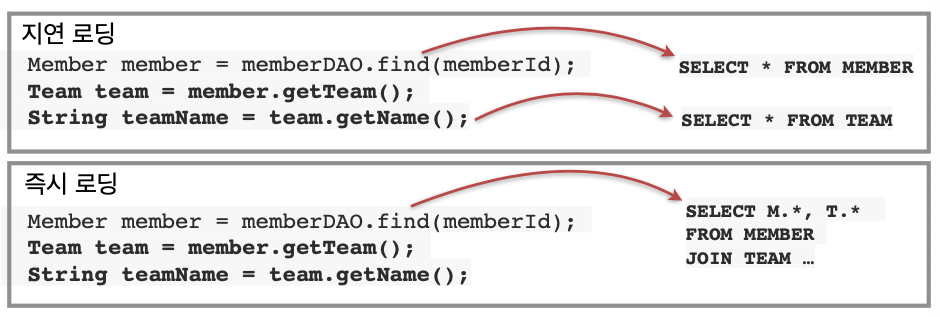 지연 로딩
Member member = memberDAO.find(memberId);
SELECT * FROM MEMBER
Team team = member.getTeam();
String teamName = team.getName();
SELECT * FROM TEAM
즉시 로딩
Member member = memberDAO.find(memberId);
Team team = member.getTeam();
String teamName = team.getName();
SELECT M.*, T.*
FROM MEMBER
JOIN TEAM …